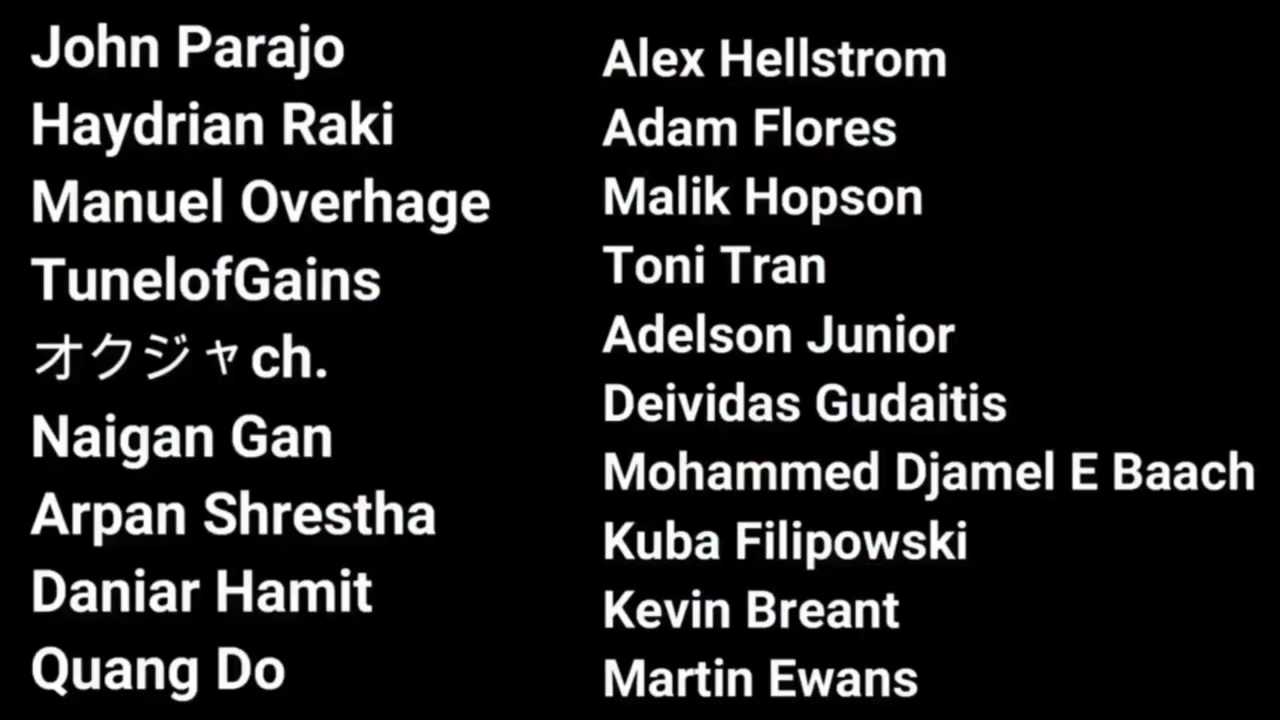 John Parajo
Haydrian Raki
Manuel Overhage
TunelofGains
オクジャch.
Naigan Gan
Arpan Shrestha
Daniar Hamit
Quang Do
Alex Hellstrom
Adam Flores
Malik Hopson
Toni Tran
Adelson Junior
Deividas Gudaitis
Mohammed Djamel E Baach
Kuba Filipowski
Kevin Breant
Martin Ewans